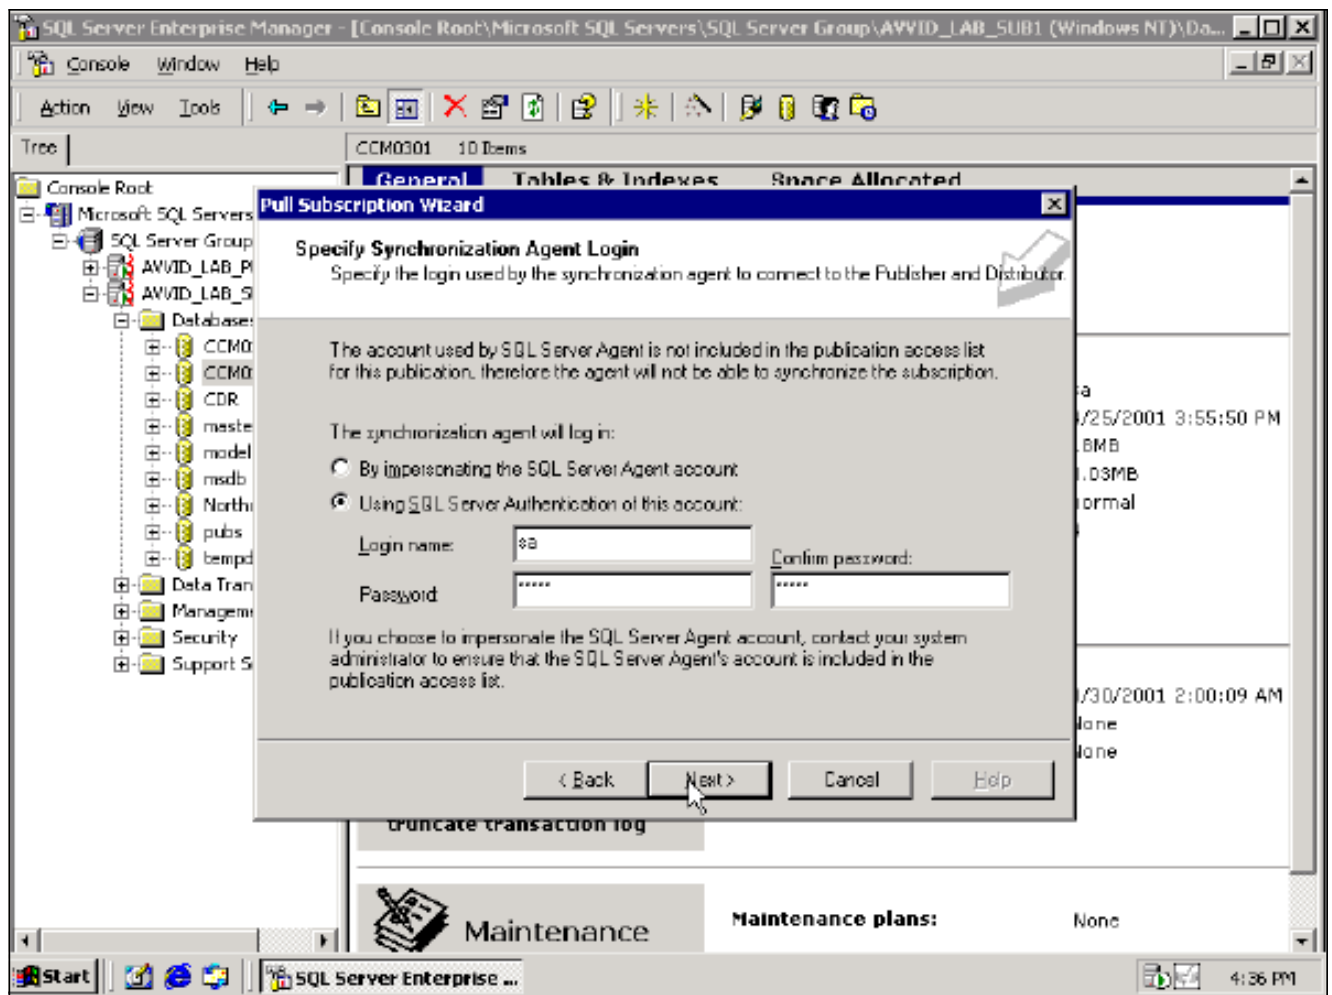 SQL Server Enterprise Manager - [Console Root\Microsoft SQL Servers\SQL Server Group\AVVID_LAB_SUB1 (Windows NT)\Da...
Console Window Help
Action View Tools
Tree
CCM0301 10 Items
Console Root
General Tables & Indexes Space Allocated
Microsoft SQL Servers
Pull Subscription Wizard
SQL Server Group
Specify Synchronization Agent Login
AVVID_LAB_P
Specify the login used by the synchronization agent to connect to the Publisher and Distributor.
AVVID_LAB_S
Databases
CCM0
The account used by SQL Server Agent is not included in the publication access list
CCM0
for this publication, therefore the agent will not be able to synchronize the subscription.
CDR
/25/2001 3:55:50 PM
maste
The synchronization agent will log in:
model
.8MB
By impersonating the SQL Server Agent account
msdb
.03MB
North
Using SQL Server Authentication of this account:
ormal
pubs
Login name: sa
Confirm password:
tempd
Data Tran
Password: *****
*****
Managem
Security
If you choose to impersonate the SQL Server Agent account, contact your system
administrator to ensure that the SQL Server Agent's account is included in the
Support S
publication access list.
/30/2001 2:00:09 AM
None
None
< Back Next > Cancel Help
truncate transaction log
Maintenance
Maintenance plans: None
Start SQL Server Enterprise ... 4:36 PM